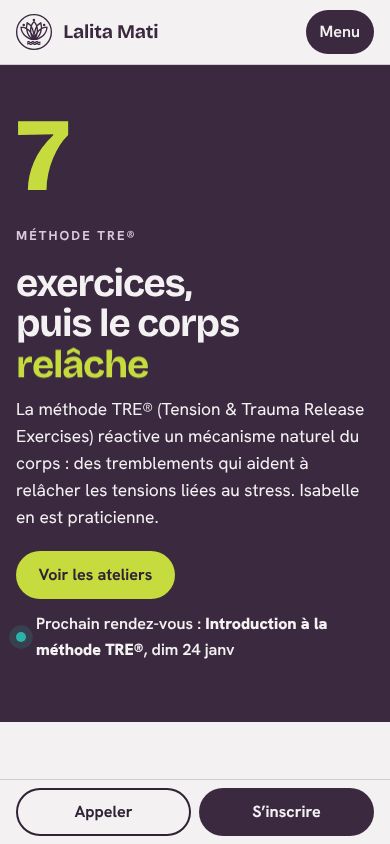 Lalita Mati
Menu
7
MÉTHODE TRE®
exercices,
puis le corps
relâche
La méthode TRE® (Tension & Trauma Release
Exercises) réactive un mécanisme naturel du
corps : des tremblements qui aident à
relâcher les tensions liées au stress. Isabelle
en est praticienne.
Voir les ateliers
Prochain rendez-vous : Introduction à la
méthode TRE®, dim 24 janv
Appeler
S’inscrire